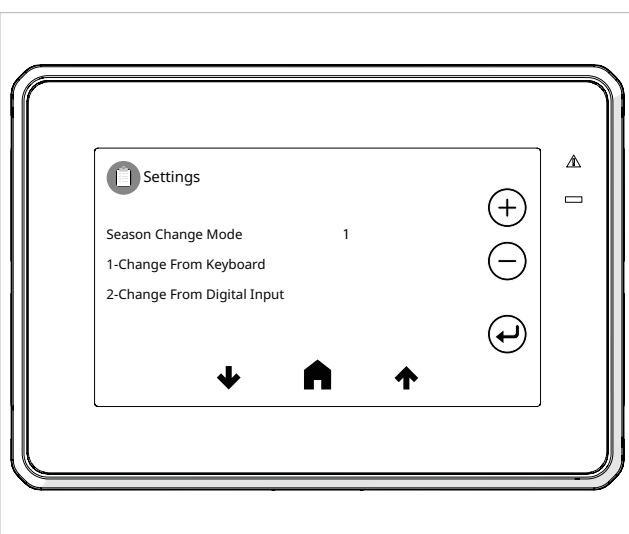 Settings
Season Change Mode 1
1-Change From Keyboard
2-Change From Digital Input